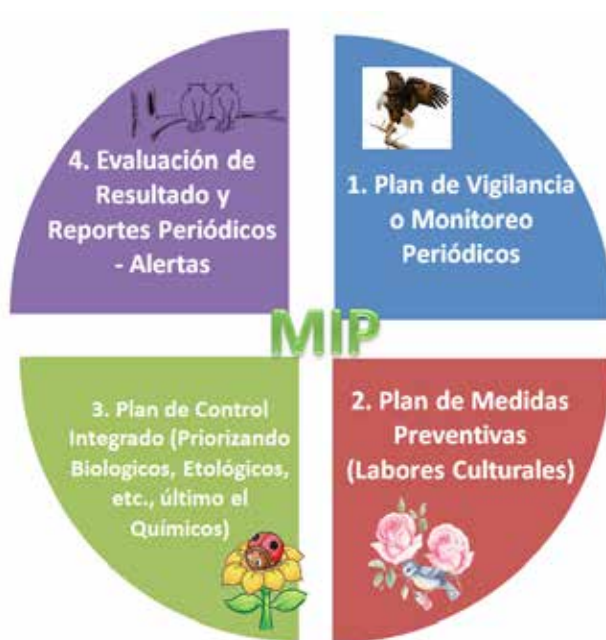 4. Evaluación de
Resultado y
Reportes Periódicos
- Alertas
1. Plan de Vigilancia
o Monitoreo
Periódicos
MIP
3. Plan de Control
Integrado (Priorizando
Biologicos, Etológicos,
etc., último el
Químicos)
2. Plan de Medidas
Preventivas
(Labores Culturales)